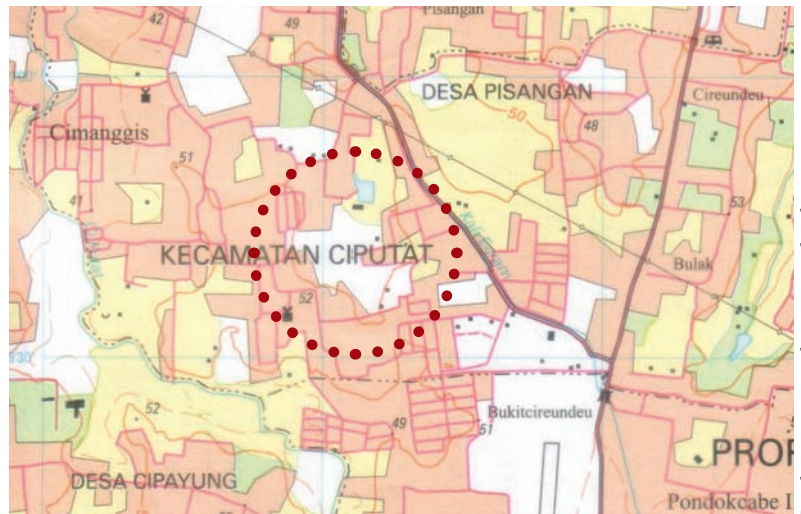 Pisangan
42
49
DESA PISANGAN
50
Cireundeu
48
Cimanggis
51
53
41
KECAMATAN CIPUTAT
Bulak
52
52
49
51
Bukitcireundeu
DESA CIPAYUNG
PROP
Pondokcabe I